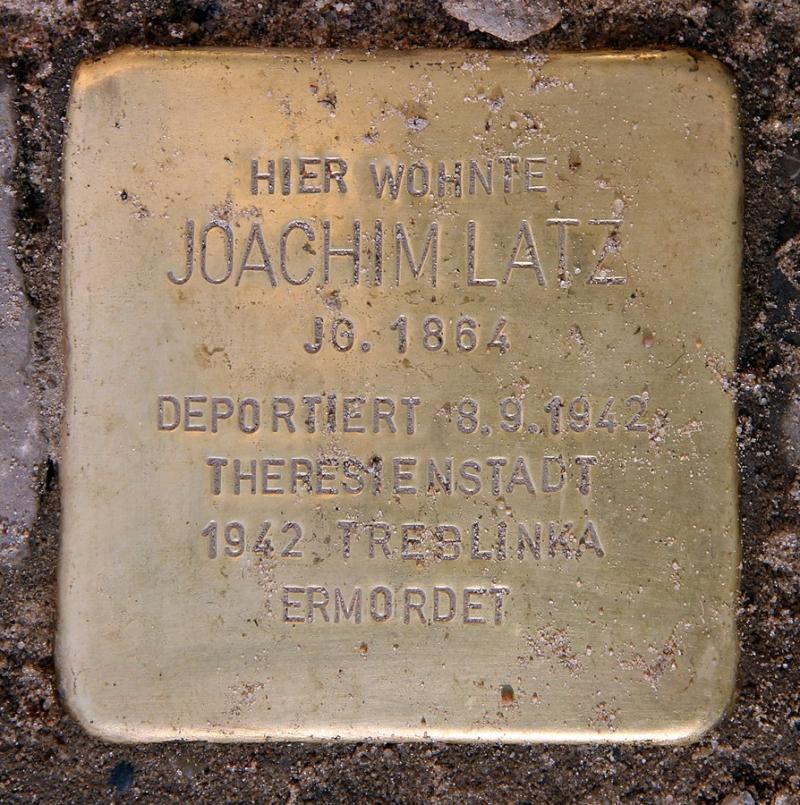 HIER WOHNTE
JOACHIM LATZ
JG. 1864
DEPORTIERT 8.9.1942
THERESIENSTADT
1942 TREBLINKA
ERMORDET